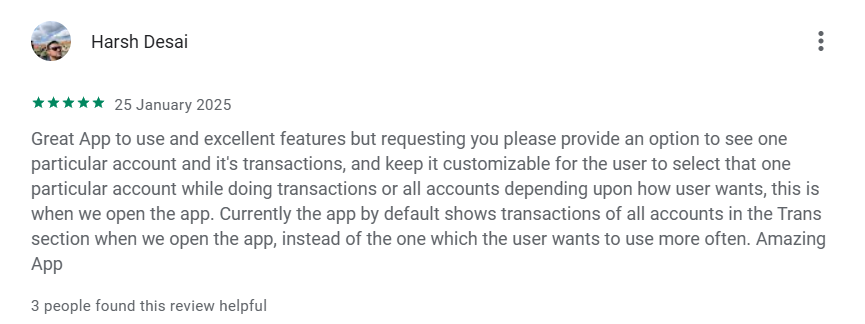 Harsh Desai
25 January 2025
Great App to use and excellent features but requesting you please provide an option to see one
particular account and it's transactions, and keep it customizable for the user to select that one
particular account while doing transactions or all accounts depending upon how user wants, this is
when we open the app. Currently the app by default shows transactions of all accounts in the Trans
section when we open the app, instead of the one which the user wants to use more often. Amazing
App
3 people found this review helpful